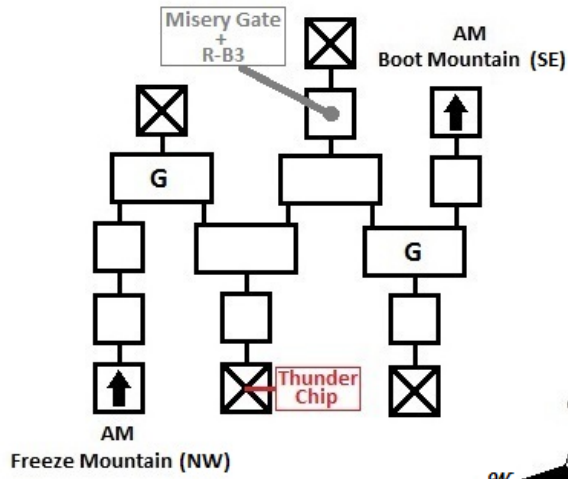 Misery Gate
+
R-B3
AM
Boot Mountain (SE)
G
G
Thunder
Chip
AM
Freeze Mountain (NW)